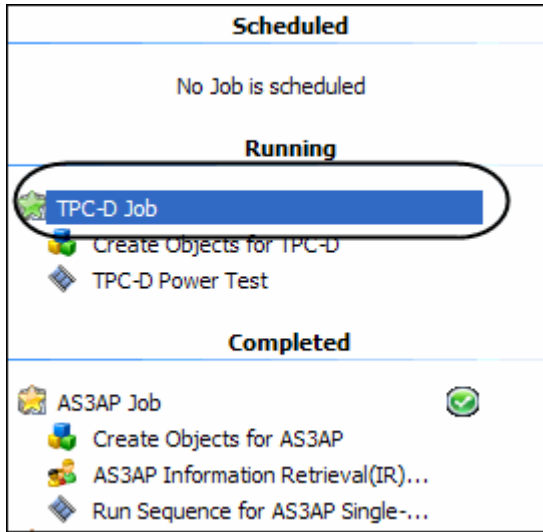 Scheduled
No Job is scheduled
Running
TPC-D Job
Create Objects for TPC-D
TPC-D Power Test
Completed
AS3AP Job
Create Objects for AS3AP
AS3AP Information Retrieval(IR)...
Run Sequence for AS3AP Single-...